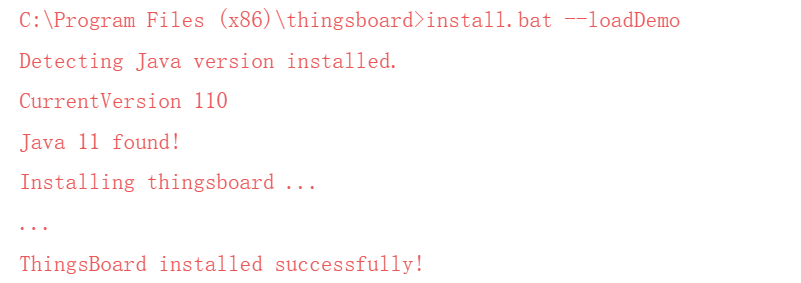 C:\Program Files (x86)\thingsboard>install.bat --loadDemo
Detecting Java version installed.
CurrentVersion 110
Java 11 found!
Installing thingsboard ...
...
ThingsBoard installed successfully!